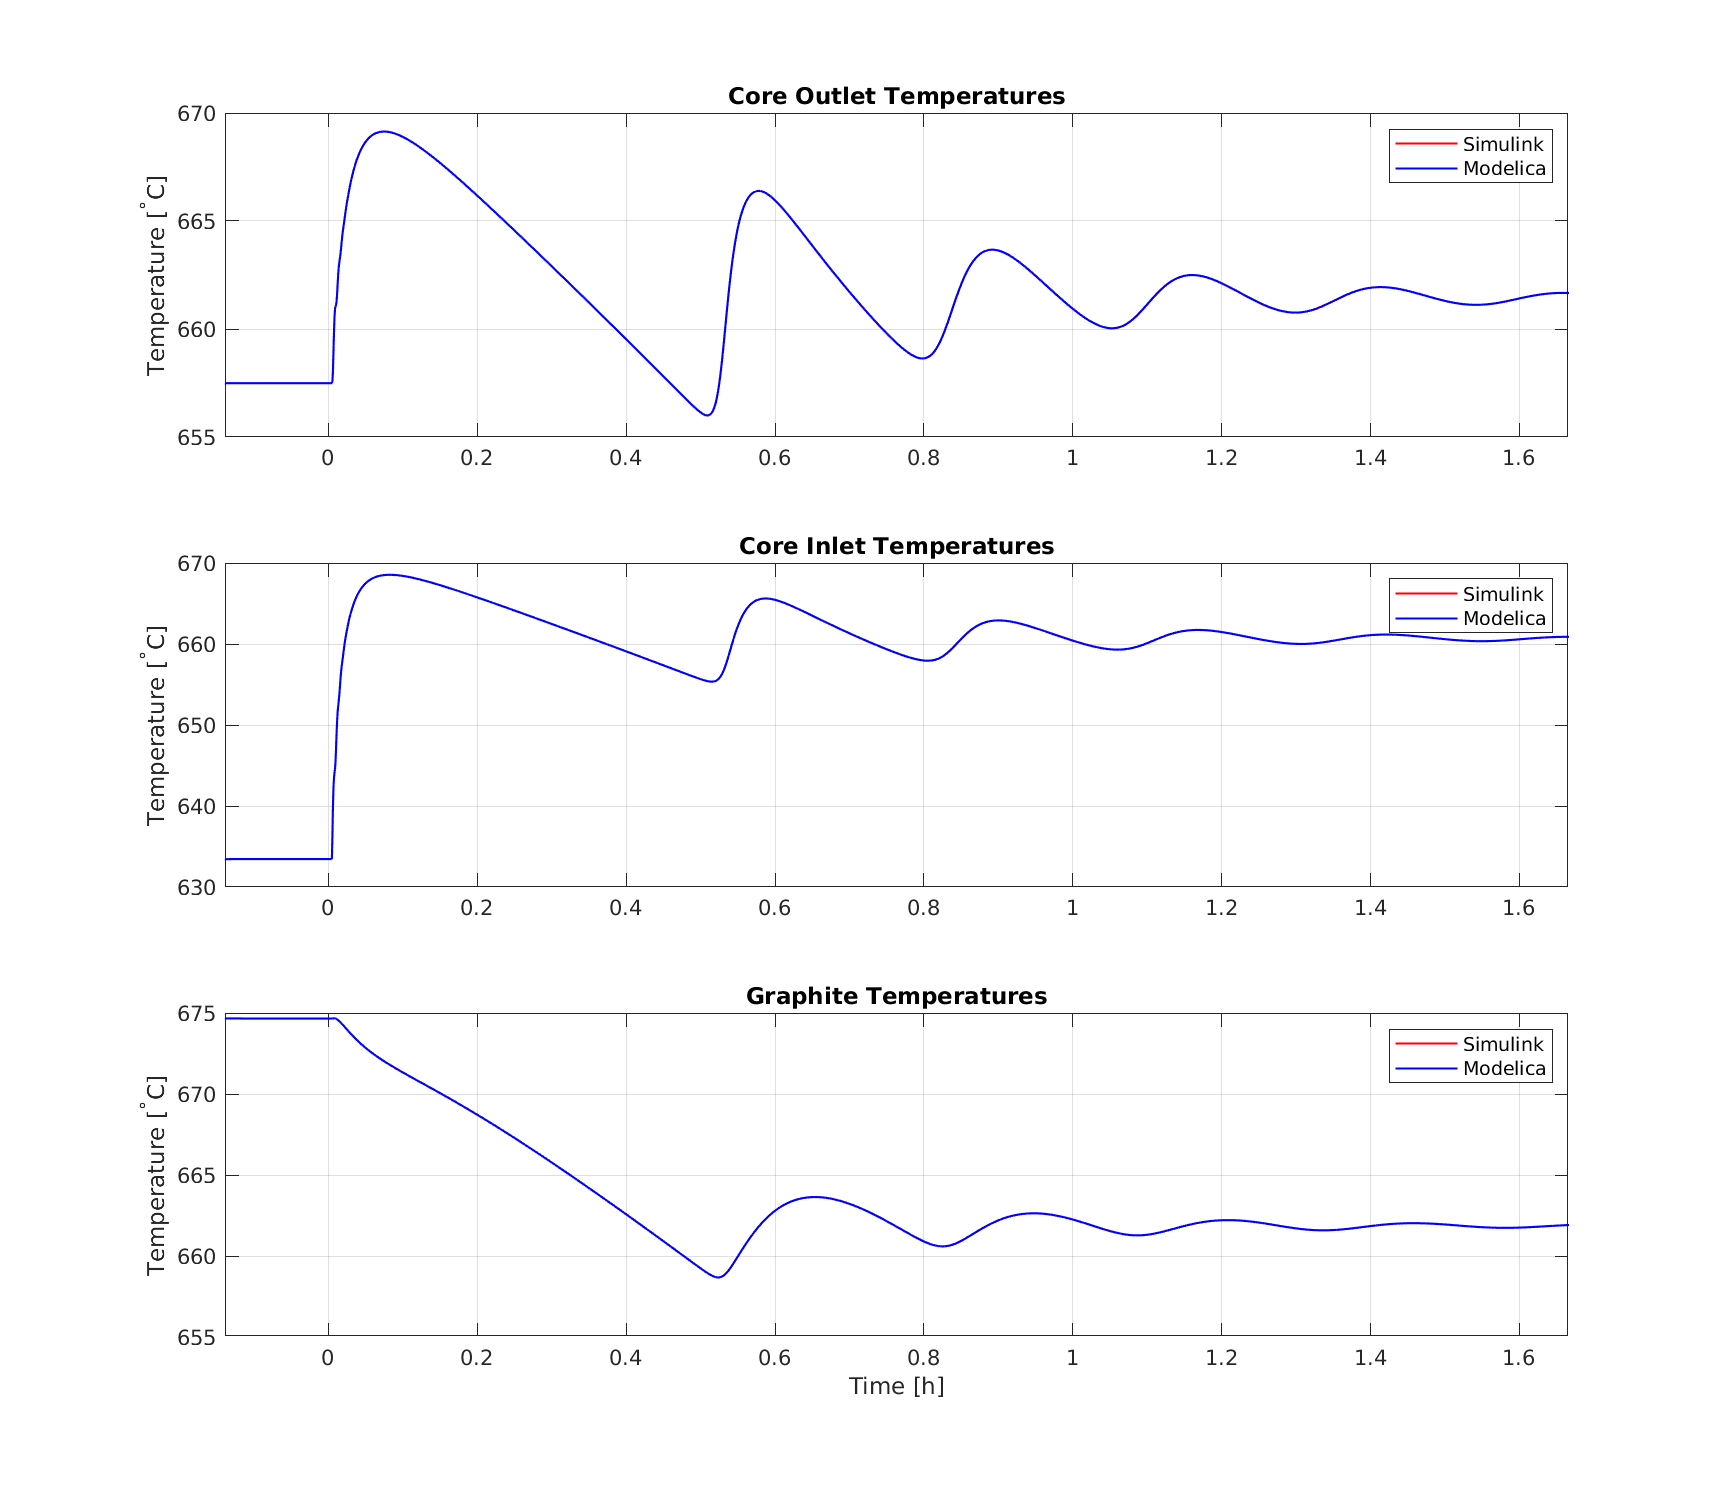 Core Outlet Temperatures
Temperature [°C]
670
665
660
655
Simulink
Modelica
0 0.2 0.4 0.6 0.8 1 1.2 1.4 1.6
Core Inlet Temperatures
Temperature [°C]
670
660
650
640
630
Simulink
Modelica
0 0.2 0.4 0.6 0.8 1 1.2 1.4 1.6
Graphite Temperatures
Temperature [°C]
675
670
665
660
655
Simulink
Modelica
0 0.2 0.4 0.6 0.8 1 1.2 1.4 1.6
Time [h]